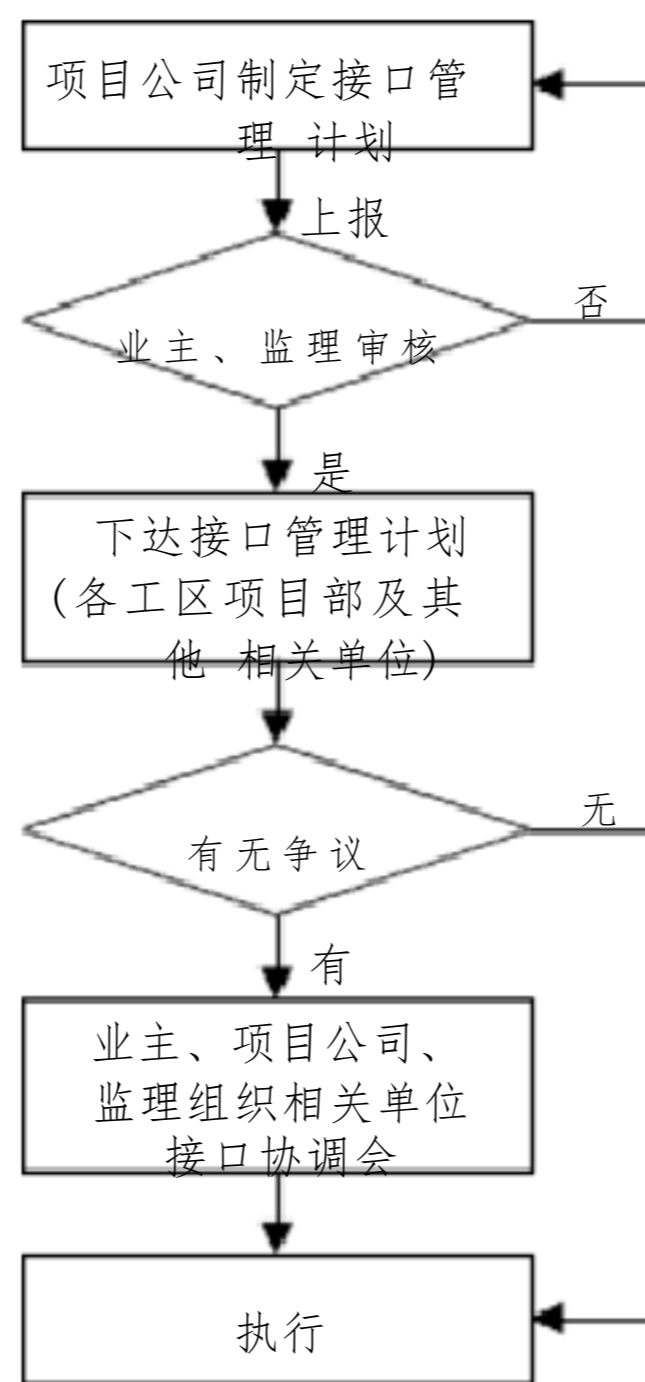 项目公司制定接口管
理 计划
上报
否
业主、监理审核
是
下达接口管理计划
(各工区项目部及其
他 相关单位)
无
有无争议
有
业主、项目公司、
监理组织相关单位
接口协调会
执行